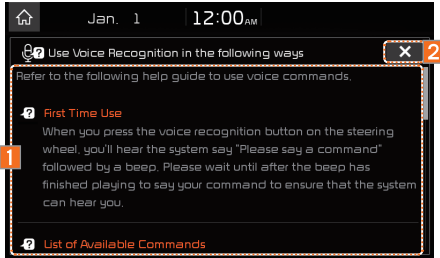 Jan. 1 12:00AM
Use Voice Recognition in the following ways
2
Refer to the following help guide to use voice commands.
First Time Use
When you press the voice recognition button on the steering
wheel, you'll hear the system say "Please say a command"
followed by a beep. Please wait until after the beep has
finished playing to say your command to ensure that the system
can hear you.
1
List of Available Commands